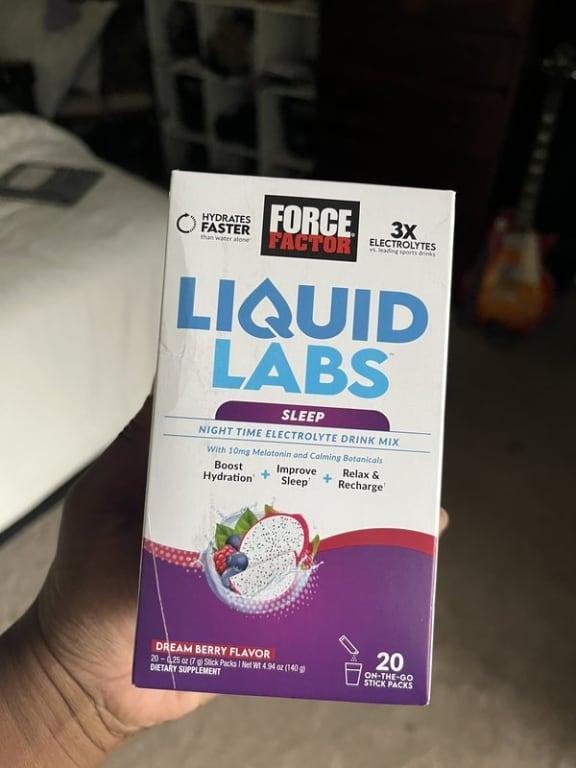 HYDRATES
FASTER
than water alone
FORCE
FACTOR
3X
ELECTROLYTES
vs. leading sports drinks
LIQUID
LABS™
SLEEP
NIGHT TIME ELECTROLYTE DRINK MIX
With 10mg Melatonin and Calming Botanicals
Boost
Hydration†
+
Improve
Sleep†
+
Relax &
Recharge†
DREAM BERRY FLAVOR
20 – 0.25 oz (7 g) Stick Packs | Net Wt 4.94 oz (140 g)
DIETARY SUPPLEMENT
20
ON-THE-GO
STICK PACKS